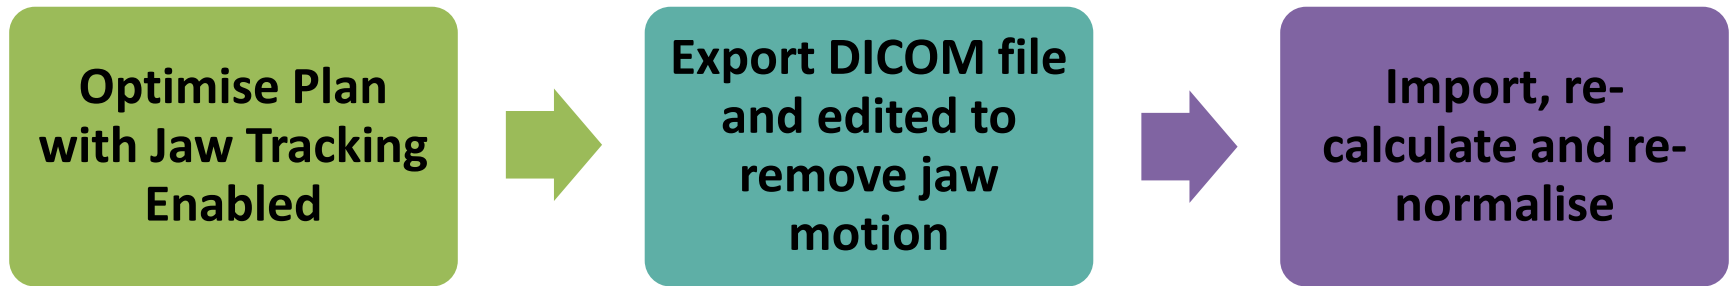 Optimise Plan
with Jaw Tracking
Enabled
Export DICOM file
and edited to
remove jaw
motion
Import, re-
calculate and re-
normalise